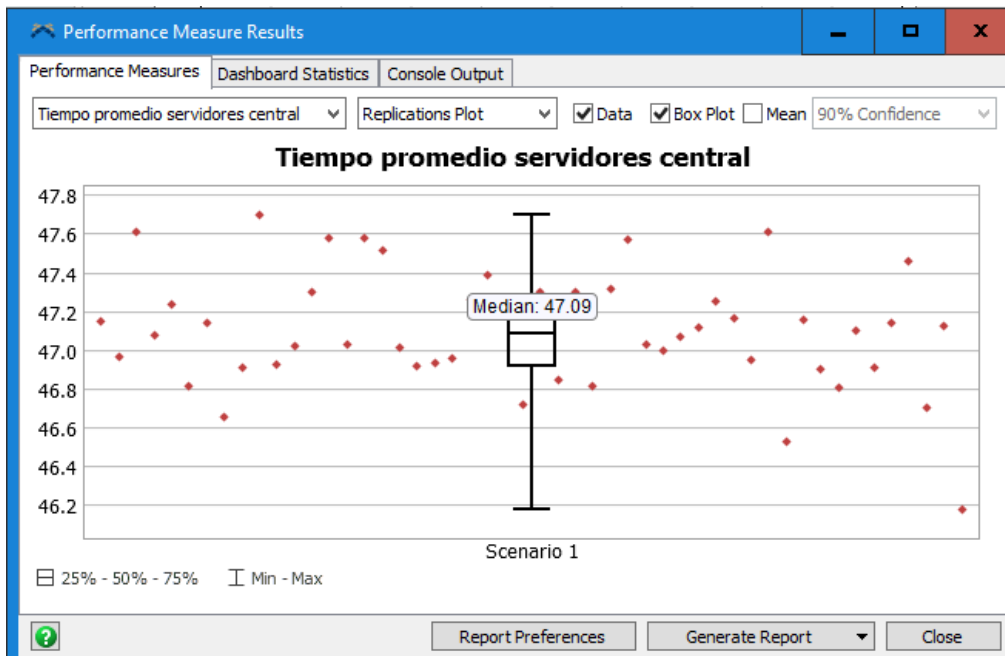 Performance Measure Results
Performance Measures Dashboard Statistics Console Output
Tiempo promedio servidores central Replications Plot Data Box Plot Mean 90% Confidence
Tiempo promedio servidores central
47.8
47.6
47.4
47.2
47.0
46.8
46.6
46.4
46.2
Median: 47.09
Scenario 1
25% - 50% - 75% Min - Max
? Report Preferences Generate Report Close